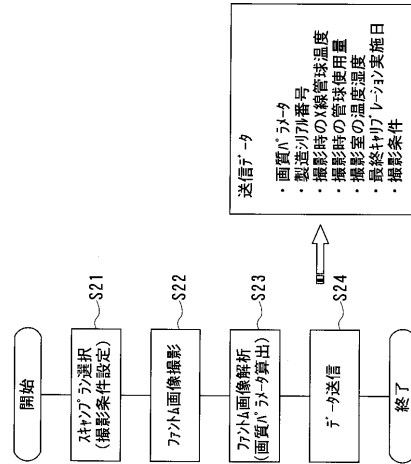 開始
スキャンプラン選択
(撮影条件設定)
S21
ファントム画像撮影
S22
ファントム画像解析
(画質パラメータ算出)
S23
データ送信
S24
終了
送信データ
・画質パラメータ
・製造シリアル番号
・撮影時のX線管球温度
・撮影時の管球使用量
・撮影室の温度湿度
・最終キャリブレーション実施日
・撮影条件